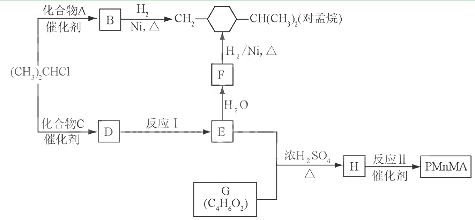 化合物A
催化剂
B
H₂
Ni,△
CH₂
CH(CH₃)₂(对孟烷)
H₂/Ni,△
(CH₃)₂CHCl
F
H₂O
化合物C
催化剂
D
反应Ⅰ
E
浓H₂SO₄
△
H
反应Ⅱ
催化剂
PMnMA
G
(C₄H₆O₂)